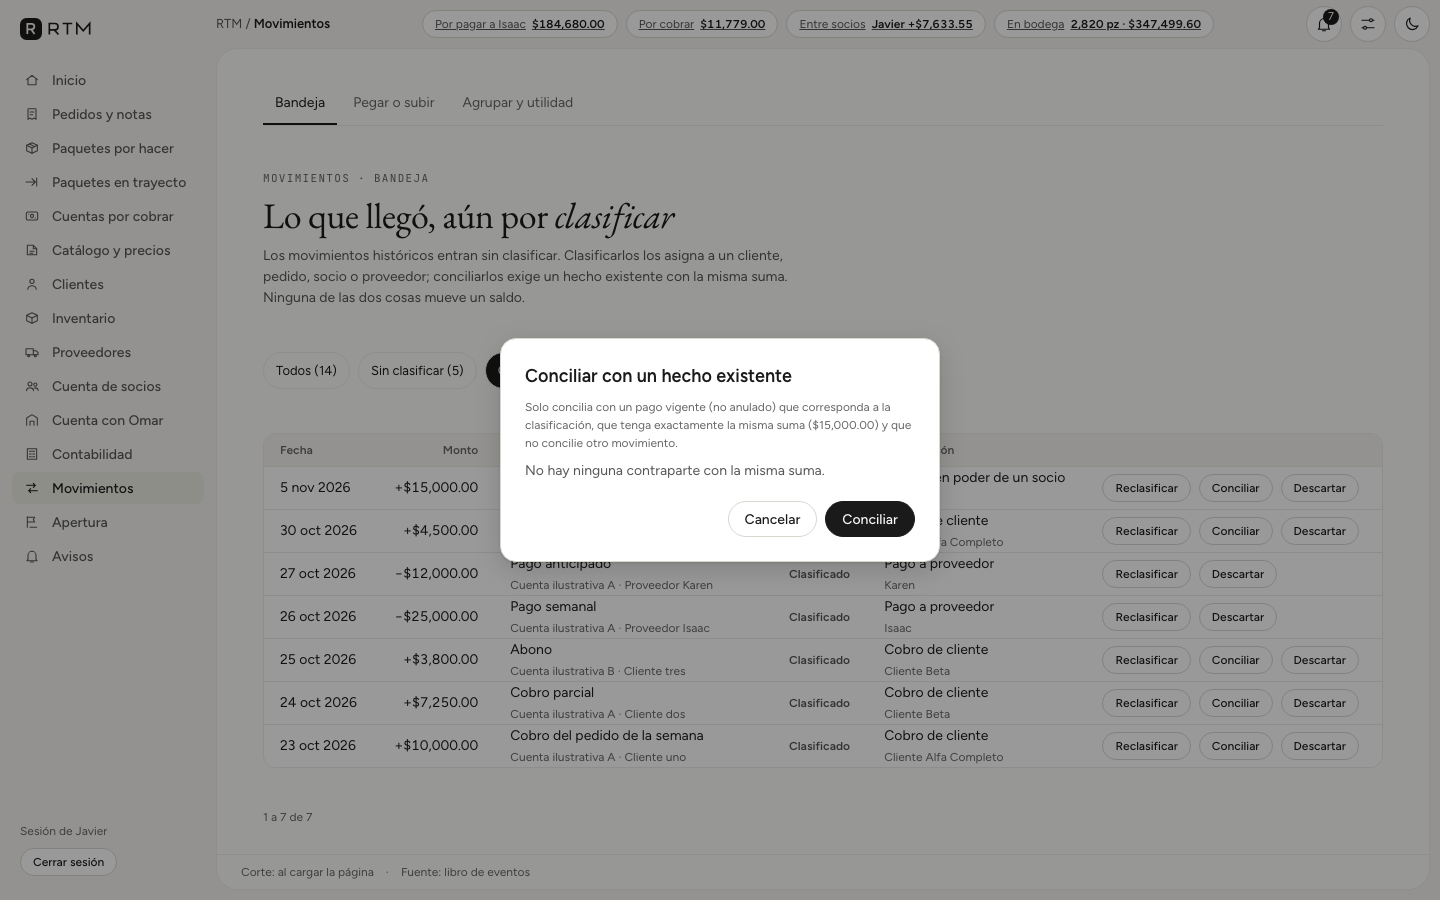 R RTM
RTM / Movimientos
Por pagar a Isaac $184,680.00
Por cobrar $11,779.00
Entre socios Javier +$7,633.55
En bodega 2,820 pz · $347,499.60
7
Inicio
Pedidos y notas
Paquetes por hacer
Paquetes en trayecto
Cuentas por cobrar
Catálogo y precios
Clientes
Inventario
Proveedores
Cuenta de socios
Cuenta con Omar
Contabilidad
Movimientos
Apertura
Avisos
Sesión de Javier
Cerrar sesión
Bandeja Pegar o subir Agrupar y utilidad
MOVIMIENTOS · BANDEJA
Lo que llegó, aún por clasificar
Los movimientos históricos entran sin clasificar. Clasificarlos los asigna a un cliente,
pedido, socio o proveedor; conciliarlos exige un hecho existente con la misma suma.
Ninguna de las dos cosas mueve un saldo.
Todos (14) Sin clasificar (5)
Conciliar con un hecho existente
Solo concilia con un pago vigente (no anulado) que corresponda a la
clasificación, que tenga exactamente la misma suma ($15,000.00) y que
no concilie otro movimiento.
No hay ninguna contraparte con la misma suma.
Cancelar Conciliar
Fecha Monto
5 nov 2026 +$15,000.00 en poder de un socio Reclasificar Conciliar Descartar
30 oct 2026 +$4,500.00 cliente Reclasificar Conciliar Descartar
Completo
27 oct 2026 −$12,000.00 Pago anticipado Clasificado Pago a proveedor Reclasificar Descartar
Cuenta ilustrativa A · Proveedor Karen Karen
26 oct 2026 −$25,000.00 Pago semanal Clasificado Pago a proveedor Reclasificar Descartar
Cuenta ilustrativa A · Proveedor Isaac Isaac
25 oct 2026 +$3,800.00 Abono Clasificado Cobro de cliente Reclasificar Conciliar Descartar
Cuenta ilustrativa B · Cliente tres Cliente Beta
24 oct 2026 +$7,250.00 Cobro parcial Clasificado Cobro de cliente Reclasificar Conciliar Descartar
Cuenta ilustrativa A · Cliente dos Cliente Beta
23 oct 2026 +$10,000.00 Cobro del pedido de la semana Clasificado Cobro de cliente Reclasificar Conciliar Descartar
Cuenta ilustrativa A · Cliente uno Cliente Alfa Completo
1 a 7 de 7
Corte: al cargar la página · Fuente: libro de eventos